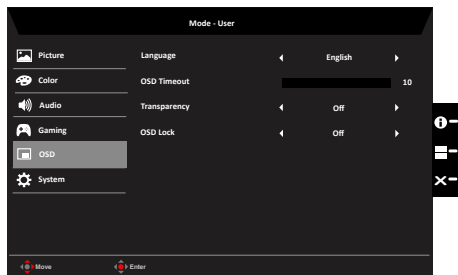 Mode - User
Picture
Color
Audio
Gaming
OSD
System
Language English
OSD Timeout 10
Transparency Off
OSD Lock Off
Move Enter